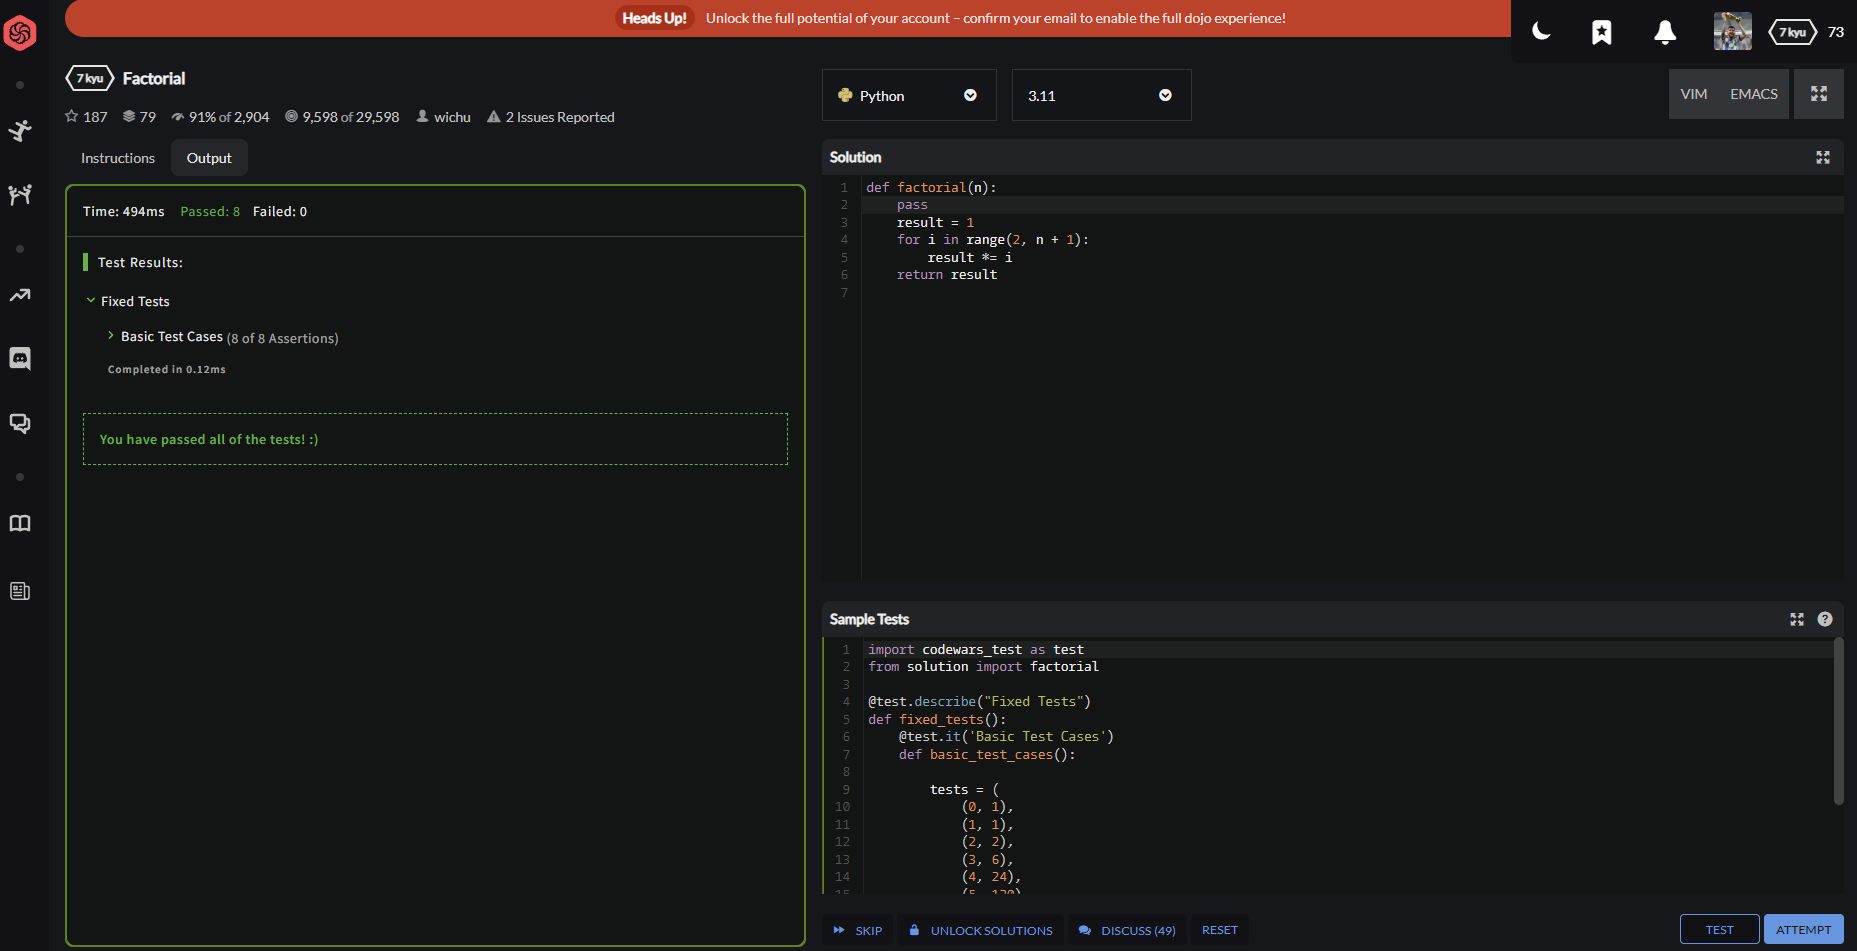 Heads Up! Unlock the full potential of your account – confirm your email to enable the full dojo experience!
7 kyu 73
7 kyu Factorial
187 79 91% of 2,904 9,598 of 29,598 wichu 2 Issues Reported
Instructions Output
Time: 494ms Passed: 8 Failed: 0
Test Results:
Fixed Tests
Basic Test Cases (8 of 8 Assertions)
Completed in 0.12ms
You have passed all of the tests! :)
Python 3.11
VIM EMACS
Solution
1 def factorial(n):
2     pass
3     result = 1
4     for i in range(2, n + 1):
5         result *= i
6     return result
7
Sample Tests
?
1 import codewars_test as test
2 from solution import factorial
3
4 @test.describe("Fixed Tests")
5 def fixed_tests():
6     @test.it('Basic Test Cases')
7     def basic_test_cases():
8
9         tests = (
10             (0, 1),
11             (1, 1),
12             (2, 2),
13             (3, 6),
14             (4, 24),
15             (5, 120)
SKIP UNLOCK SOLUTIONS DISCUSS (49) RESET
TEST ATTEMPT